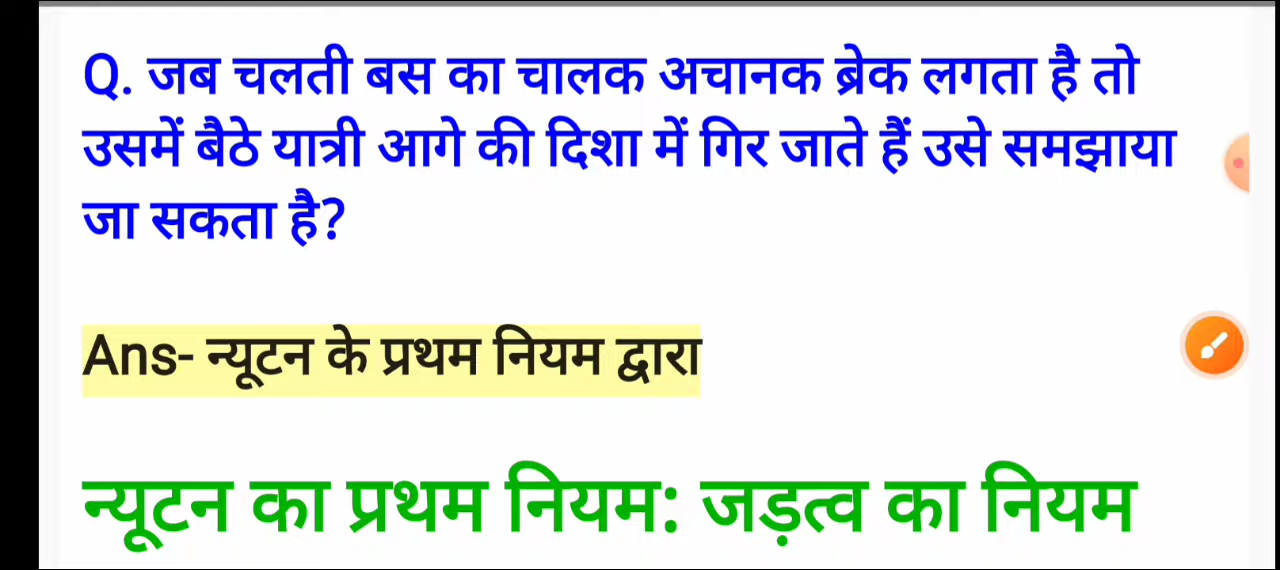 Q. जब चलती बस का चालक अचानक ब्रेक लगता है तो
उसमें बैठे यात्री आगे की दिशा में गिर जाते हैं उसे समझाया
जा सकता है?
Ans- न्यूटन के प्रथम नियम द्वारा
न्यूटन का प्रथम नियम: जड़त्व का नियम